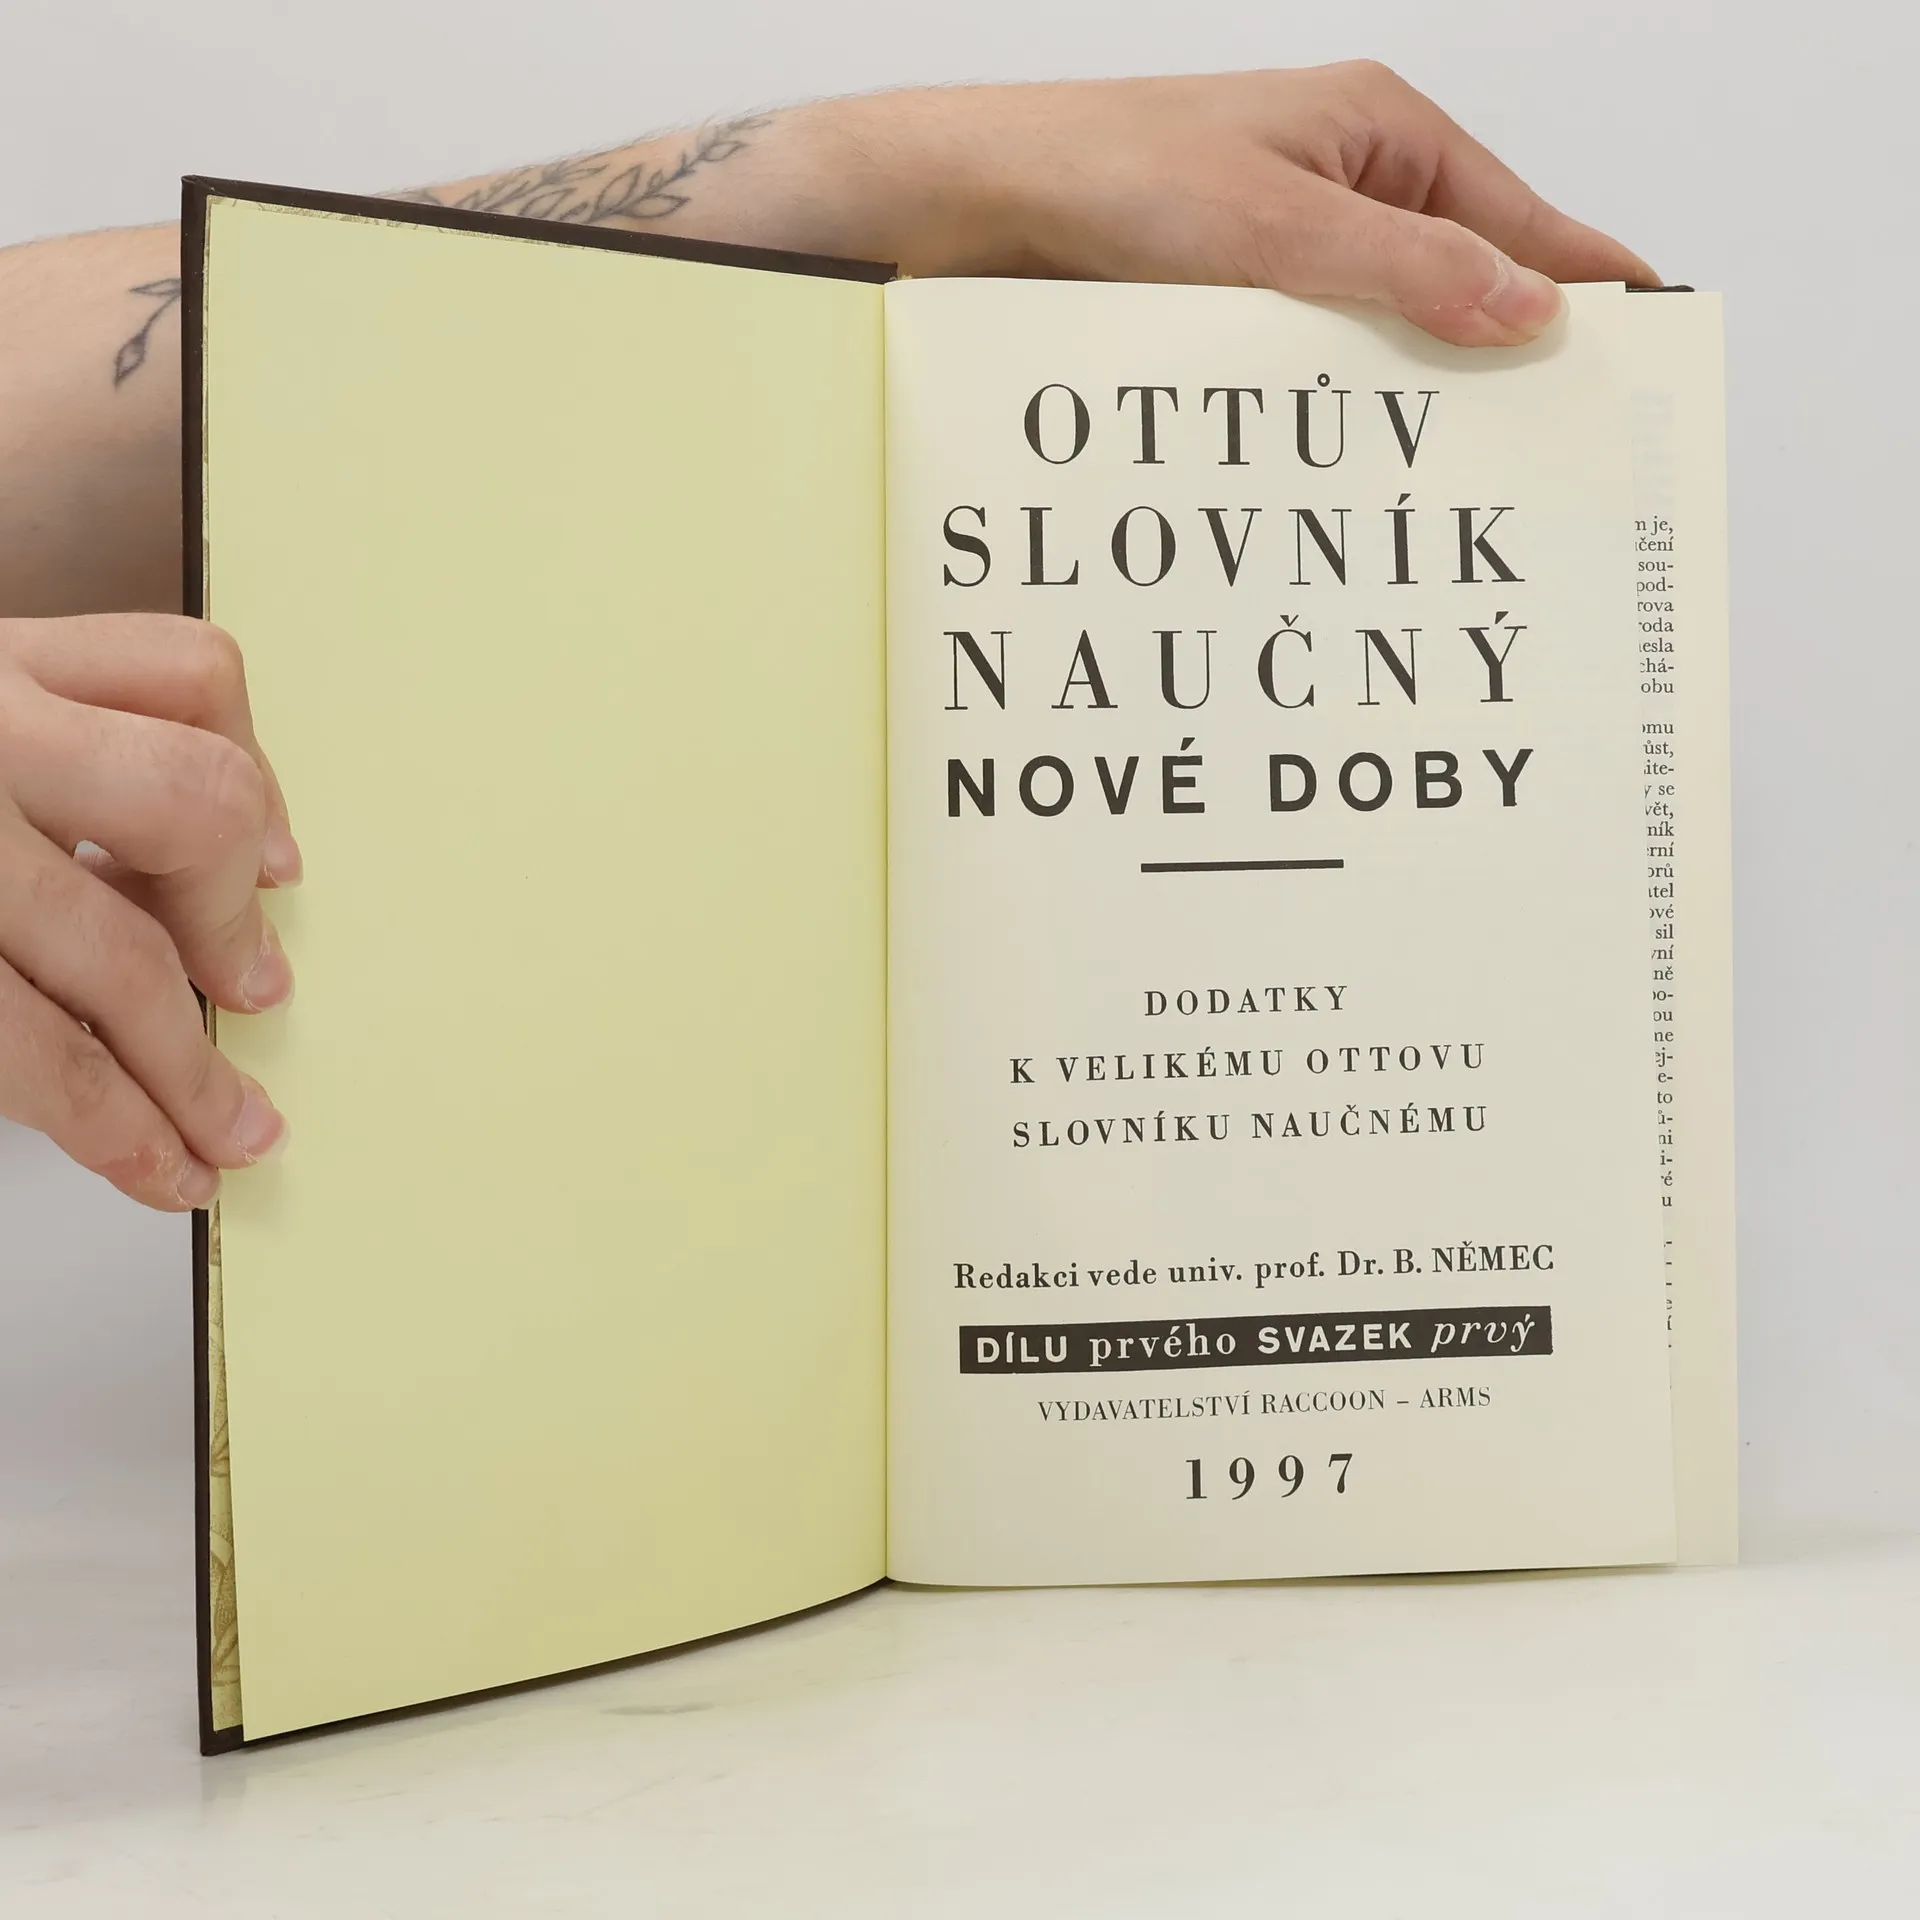 OTTŮV
SLOVNÍK
NAUČNÝ
NOVÉ DOBY
DODATKY
K VELIKÉMU OTTOVU
SLOVNÍKU NAUČNÉMU
Redakci vede univ. prof. Dr. B. NĚMEC
DÍLU prvého SVAZEK prvý
VYDAVATELSTVÍ RACCOON – ARMS
1997